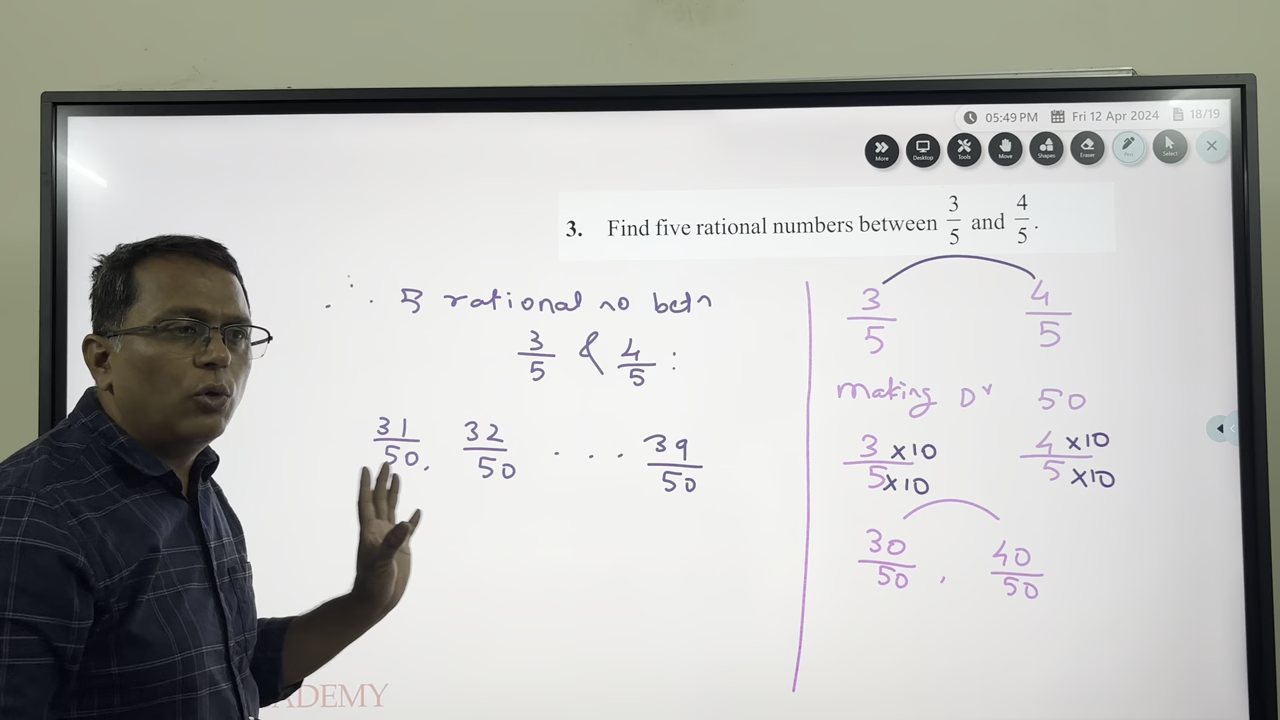 05:49 PM Fri 12 Apr 2024 18/19
More Desktop Tools Move Shapes Eraser Pen Select
3. Find five rational numbers between 3/5 and 4/5.
∴ 5 rational no betn
3/5 & 4/5 :
31/50, 32/50 . . . 39/50
3/5 4/5
making Dr 50
3×10/5×10 4×10/5×10
30/50, 40/50
ADEMY